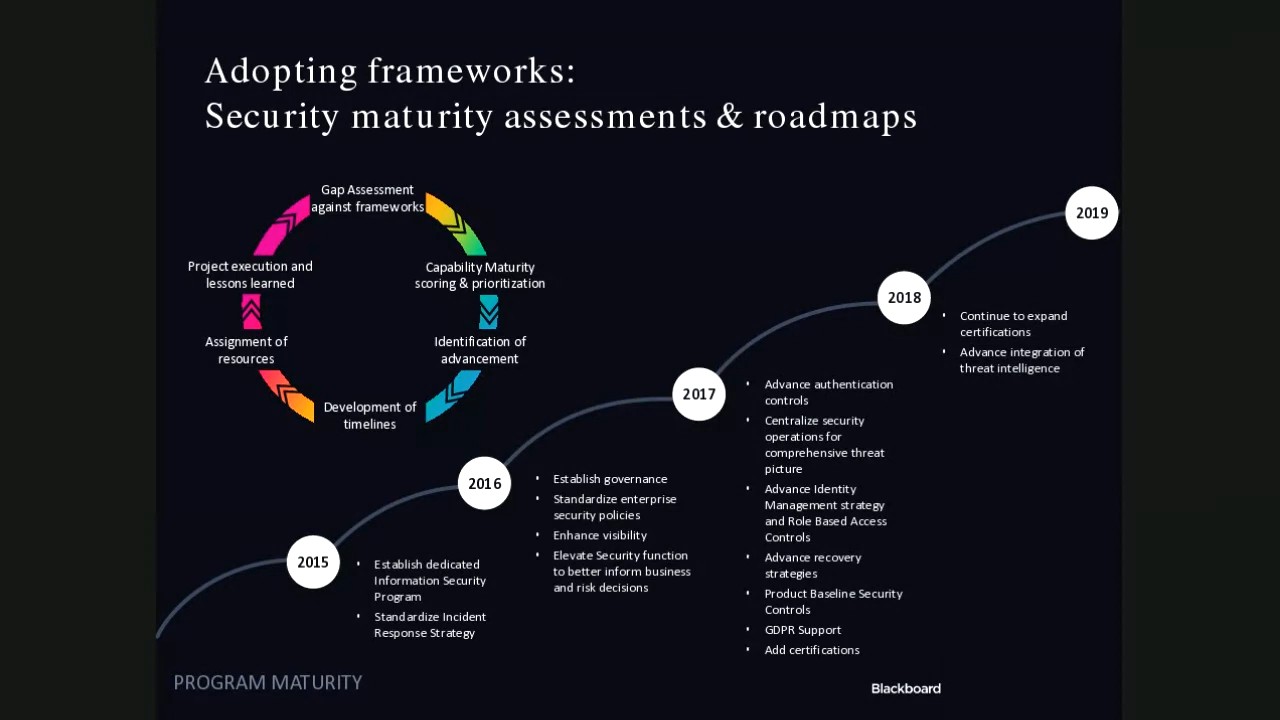 Adopting frameworks:
Security maturity assessments & roadmaps
Gap Assessment
against frameworks
Capability Maturity
scoring & prioritization
Identification of
advancement
Development of
timelines
Assignment of
resources
Project execution and
lessons learned
2015
• Establish dedicated
Information Security
Program
• Standardize Incident
Response Strategy
2016
• Establish governance
• Standardize enterprise
security policies
• Enhance visibility
• Elevate Security function
to better inform business
and risk decisions
2017
• Advance authentication
controls
• Centralize security
operations for
comprehensive threat
picture
• Advance Identity
Management strategy
and Role Based Access
Controls
• Advance recovery
strategies
• Product Baseline Security
Controls
• GDPR Support
• Add certifications
2018
• Continue to expand
certifications
• Advance integration of
threat intelligence
2019
PROGRAM MATURITY
Blackboard